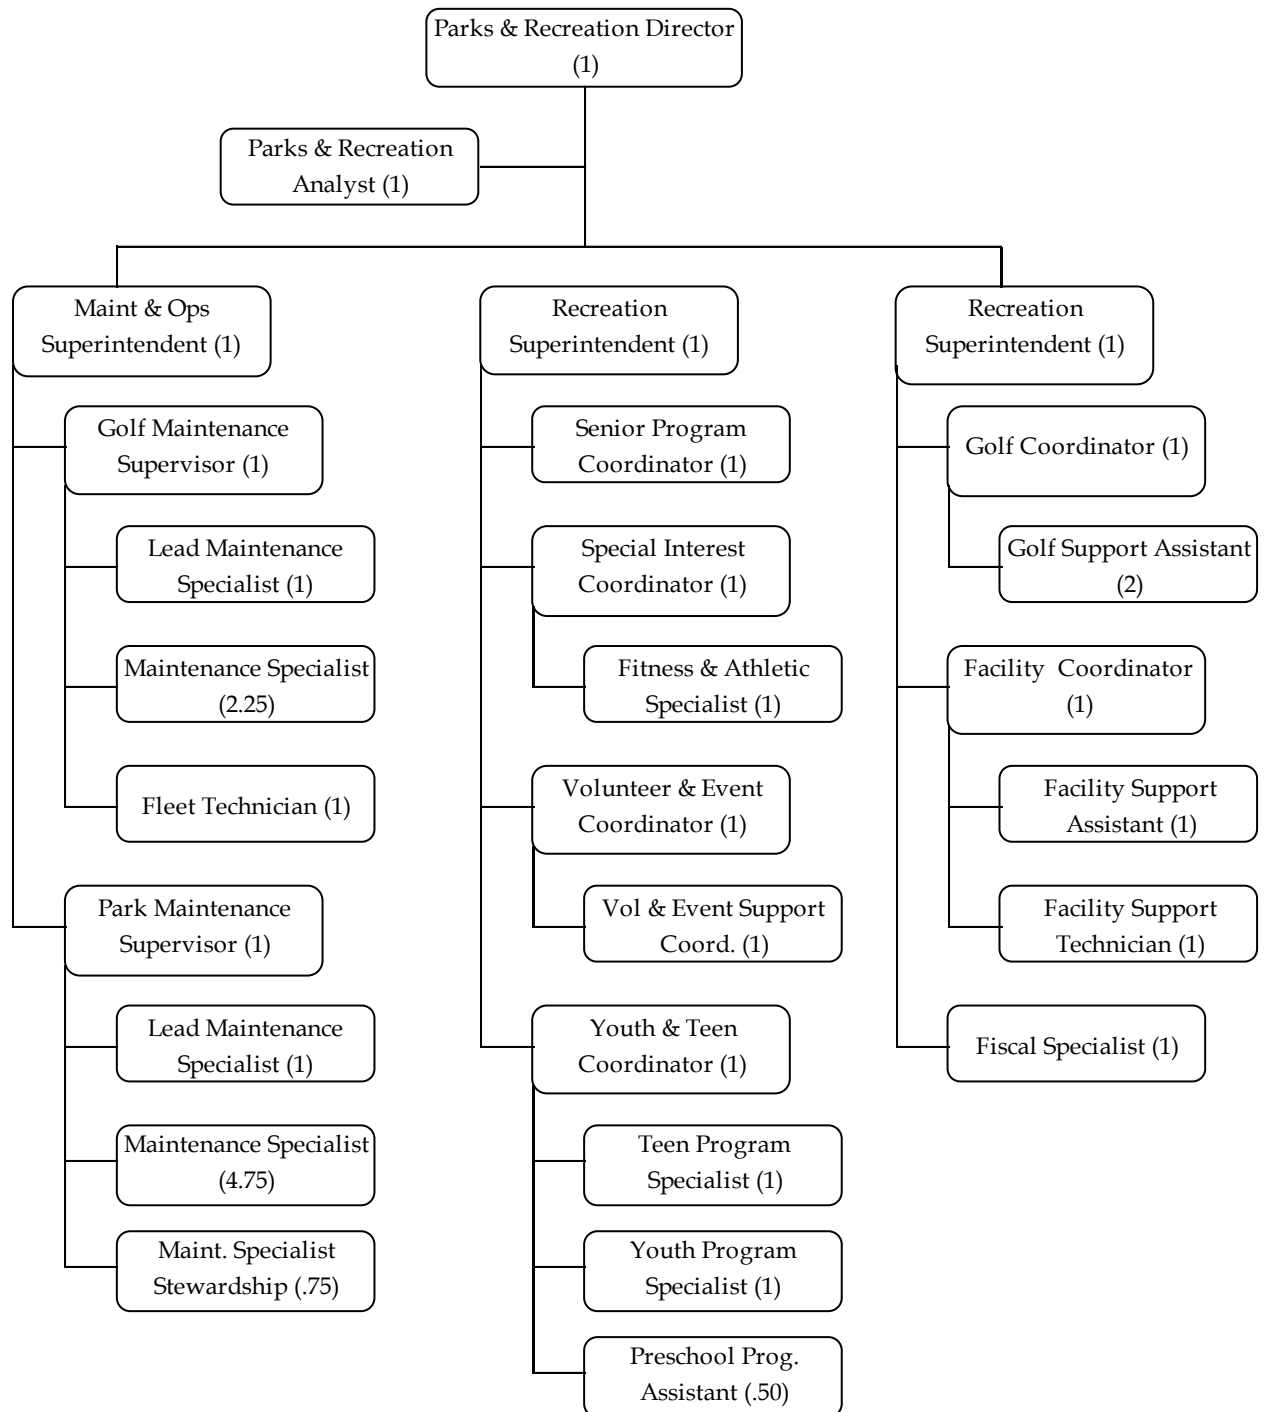 Parks & Recreation Director
(1)
Parks & Recreation
Analyst (1)
Maint & Ops
Superintendent (1)
Golf Maintenance
Supervisor (1)
Lead Maintenance
Specialist (1)
Maintenance Specialist
(2.25)
Fleet Technician (1)
Park Maintenance
Supervisor (1)
Lead Maintenance
Specialist (1)
Maintenance Specialist
(4.75)
Maint. Specialist
Stewardship (.75)
Recreation
Superintendent (1)
Senior Program
Coordinator (1)
Special Interest
Coordinator (1)
Fitness & Athletic
Specialist (1)
Volunteer & Event
Coordinator (1)
Vol & Event Support
Coord. (1)
Youth & Teen
Coordinator (1)
Teen Program
Specialist (1)
Youth Program
Specialist (1)
Preschool Prog.
Assistant (.50)
Recreation
Superintendent (1)
Golf Coordinator (1)
Golf Support Assistant
(2)
Facility Coordinator
(1)
Facility Support
Assistant (1)
Facility Support
Technician (1)
Fiscal Specialist (1)